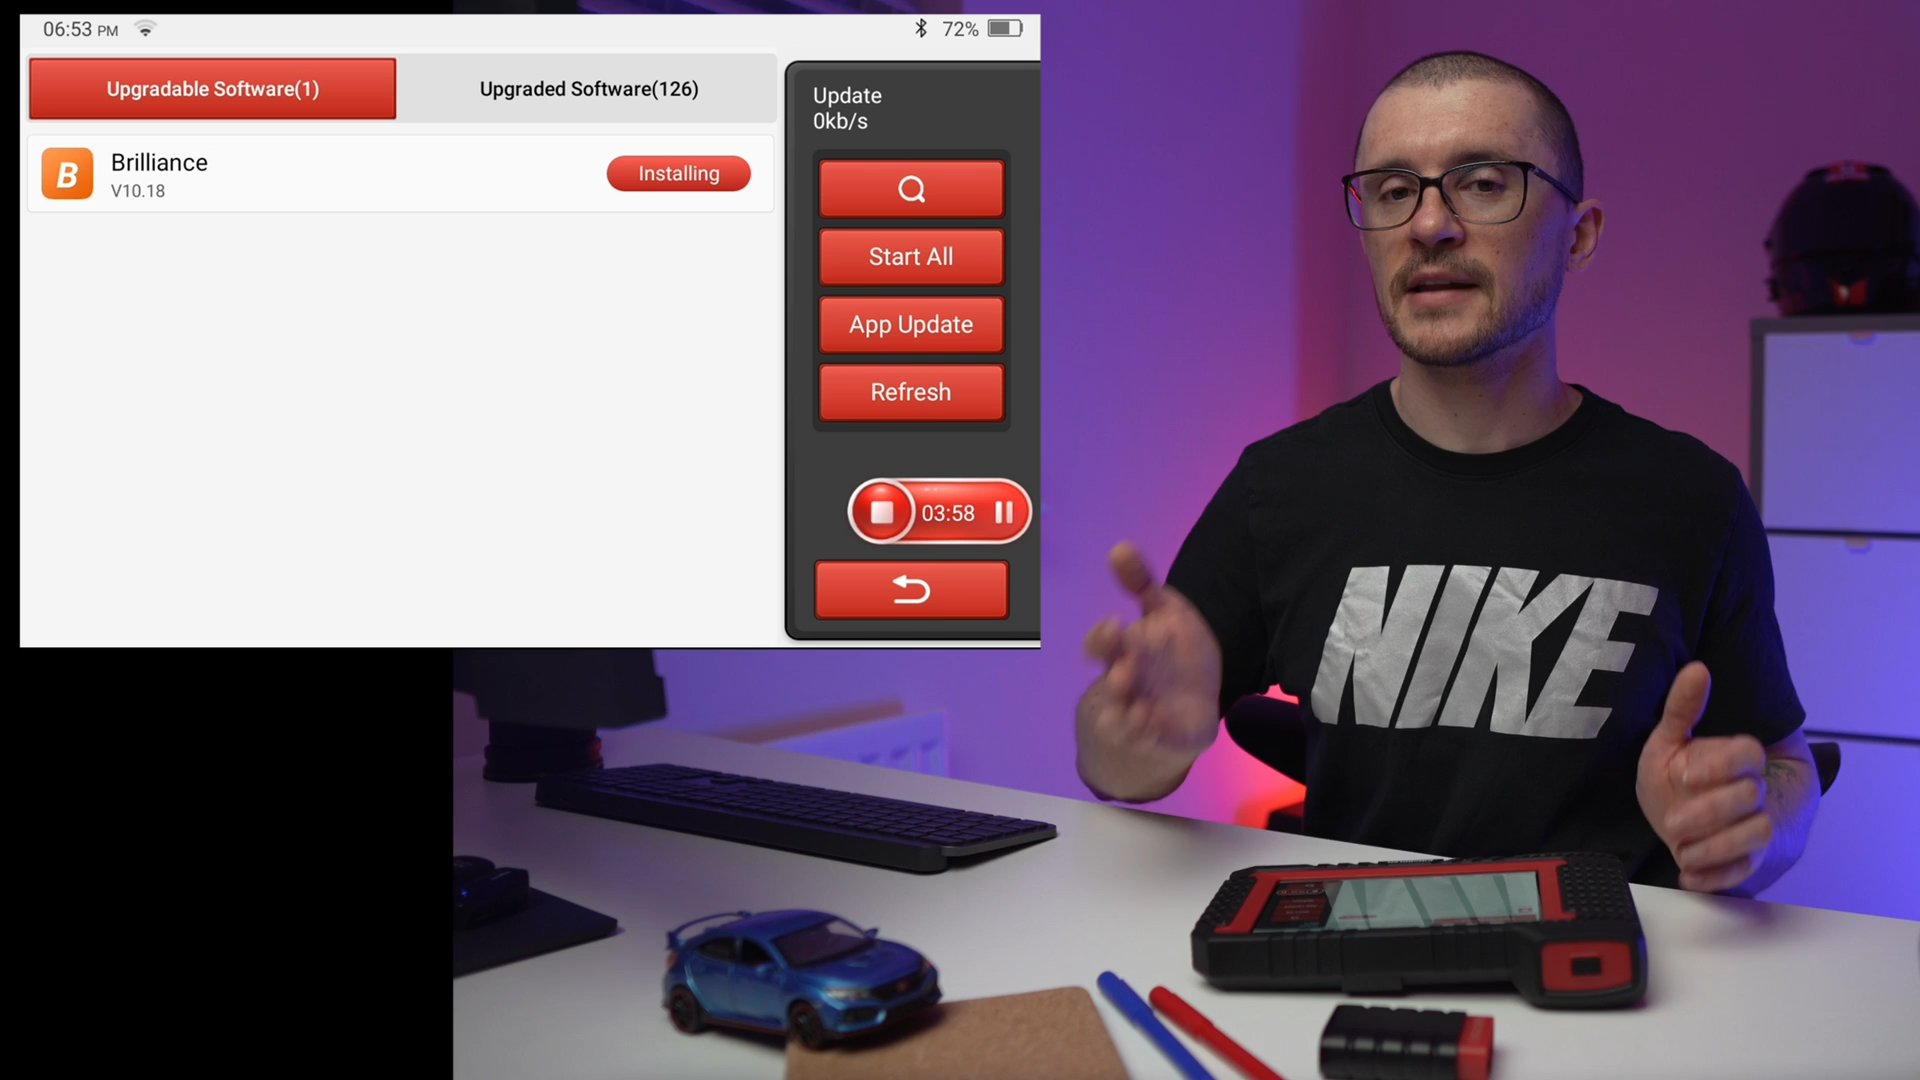 06:53 PM
72%
Upgradable Software(1)
Upgraded Software(126)
Update
0kb/s
B
Brilliance
V10.18
Installing
Start All
App Update
Refresh
03:58
NIKE